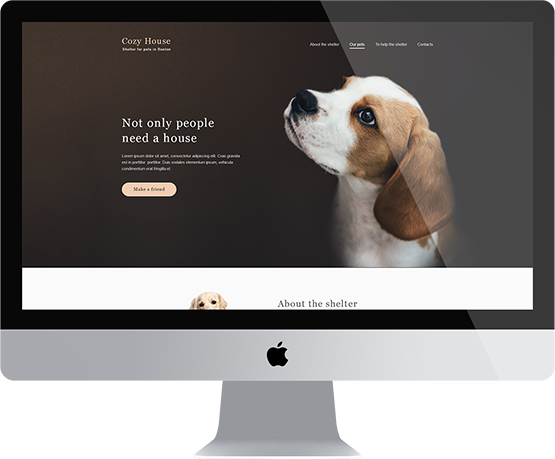 Cozy House
Shelter for pets in Boston
About the shelter Our pets To help the shelter Contacts
Not only people
need a house
Lorem ipsum dolor sit amet, consectetur adipiscing elit. Cras gravida
est in porttitor porttitor. Duis sodales elementum ipsum, vehicula
condimentum erat fringilla et.
Make a friend
About the shelter